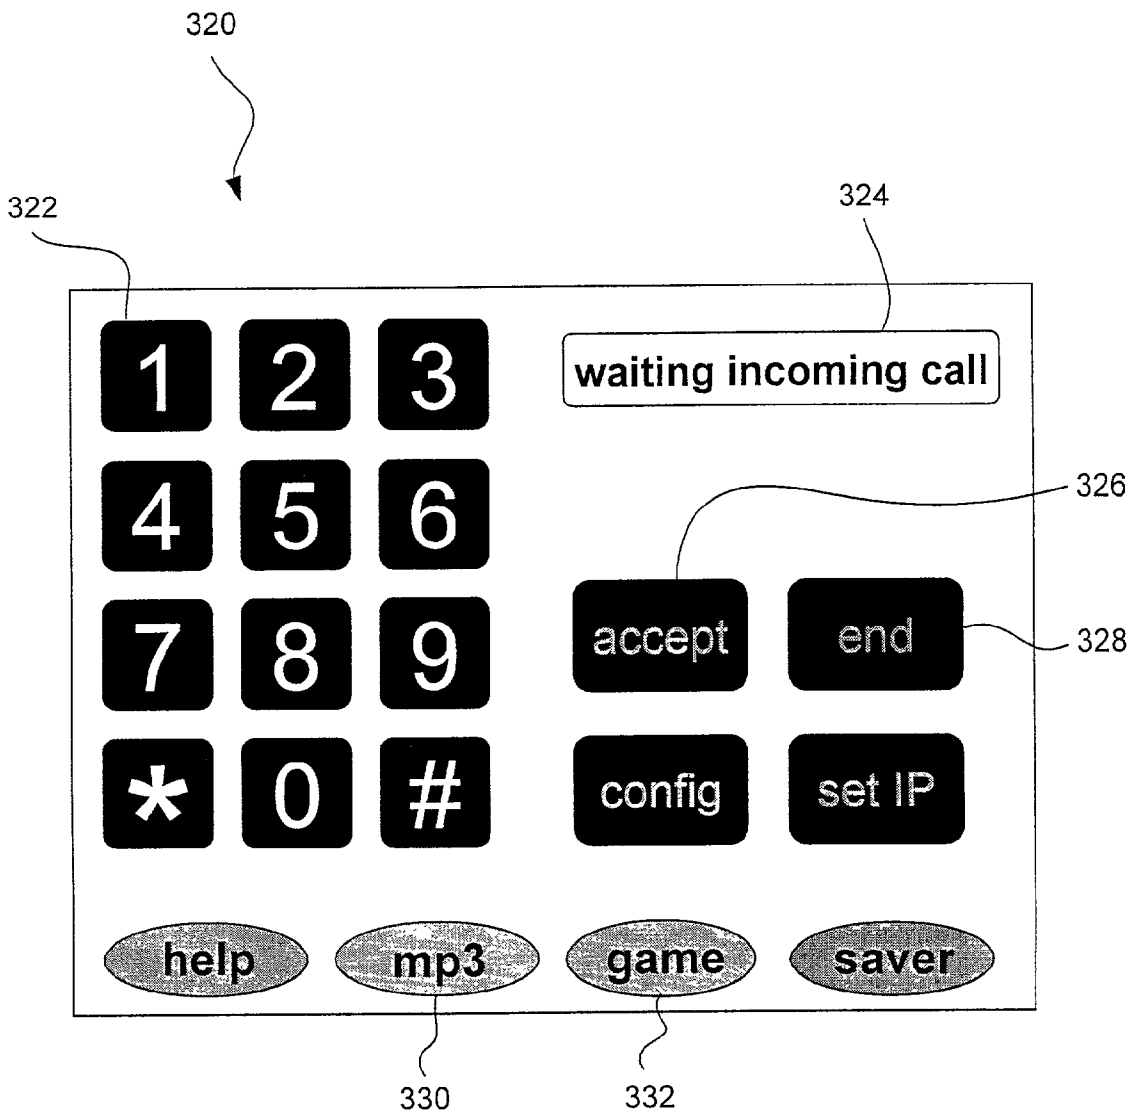 320
322
324
1 2 3
waiting incoming call
4 5 6
326
7 8 9
accept end
328
* 0 #
config set IP
help mp3 game saver
330 332